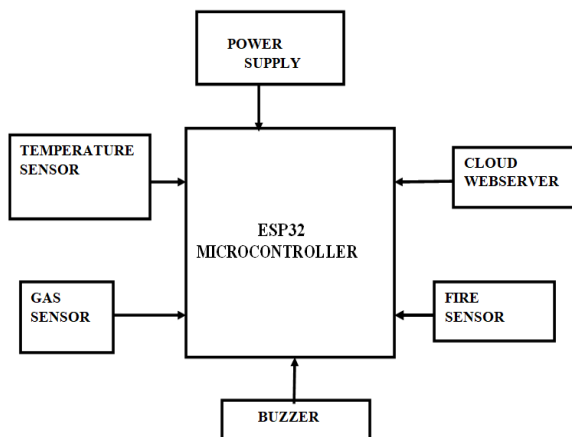 POWER
SUPPLY
TEMPERATURE
SENSOR
CLOUD
WEBSERVER
ESP32
MICROCONTROLLER
GAS
SENSOR
FIRE
SENSOR
BUZZER